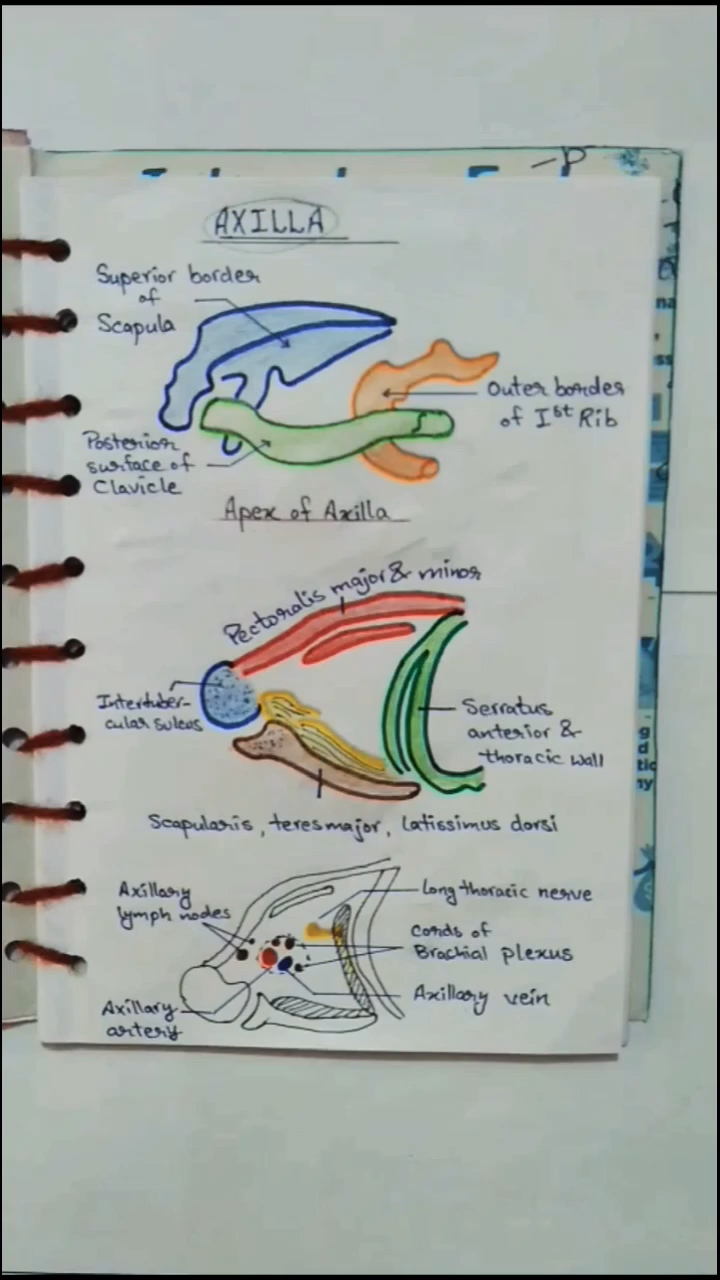 AXILLA
Superior border
of
Scapula
Outer border
of Ist Rib
Posterior
surface of
Clavicle
Apex of Axilla
Pectoralis major & minor
Intertuber-
cular sulcus
Serratus
anterior &
thoracic wall
Scapularis, teres major, latissimus dorsi
Axillary
lymph nodes
Long thoracic nerve
Cords of
Brachial plexus
Axillary vein
Axillary
artery